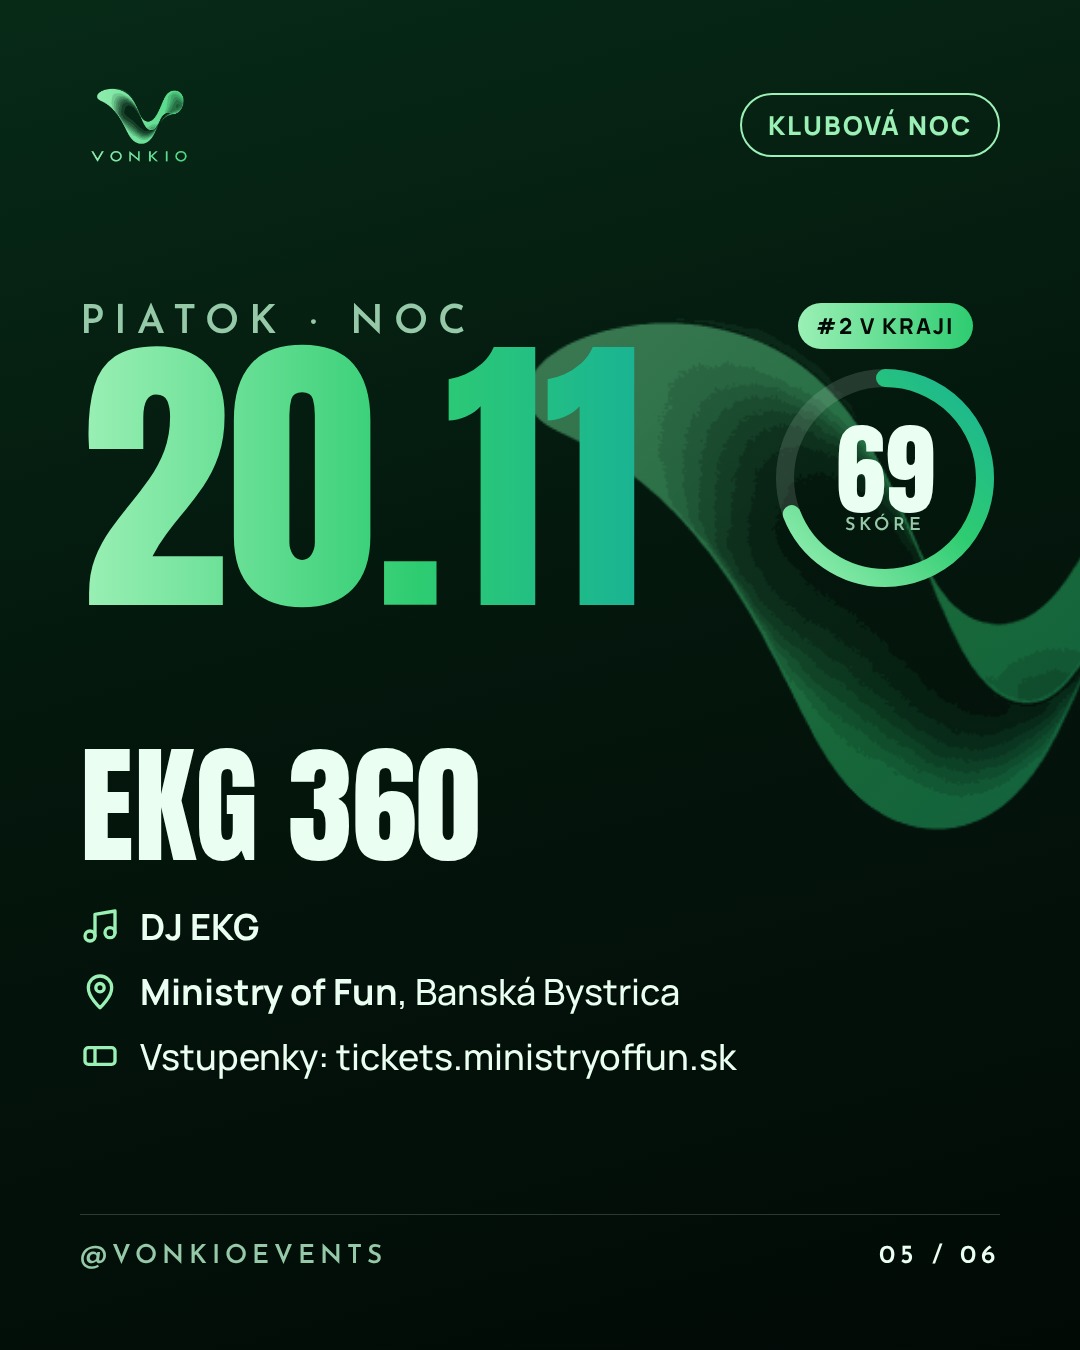 VONKIO
KLUBOVÁ NOC
PIATOK · NOC
20.11
#2 V KRAJI
69
SKÓRE
EKG 360
DJ EKG
Ministry of Fun, Banská Bystrica
Vstupenky: tickets.ministryoffun.sk
@VONKIOEVENTS
05 / 06